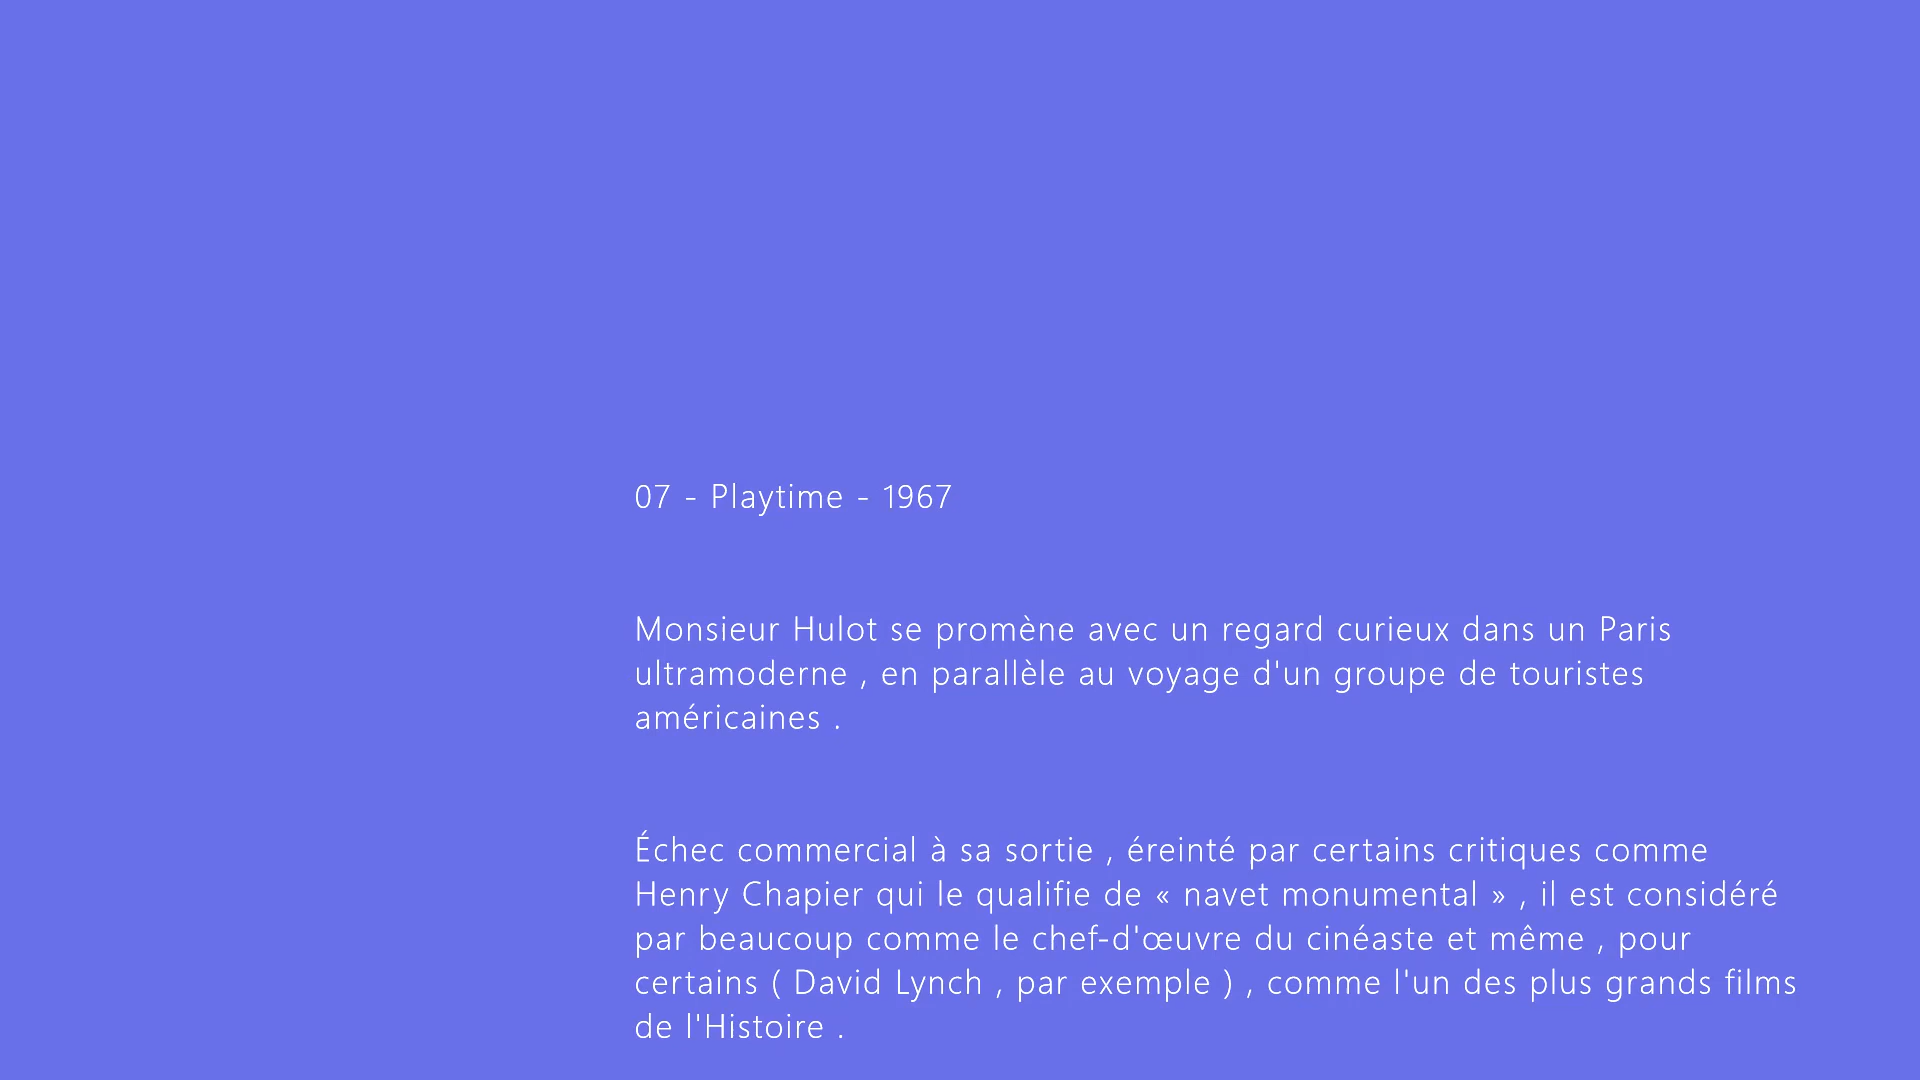 07 - Playtime - 1967
Monsieur Hulot se promène avec un regard curieux dans un Paris
ultramoderne , en parallèle au voyage d'un groupe de touristes
américaines .
Échec commercial à sa sortie , éreinté par certains critiques comme
Henry Chapier qui le qualifie de « navet monumental » , il est considéré
par beaucoup comme le chef-d'œuvre du cinéaste et même , pour
certains ( David Lynch , par exemple ) , comme l'un des plus grands films
de l'Histoire .